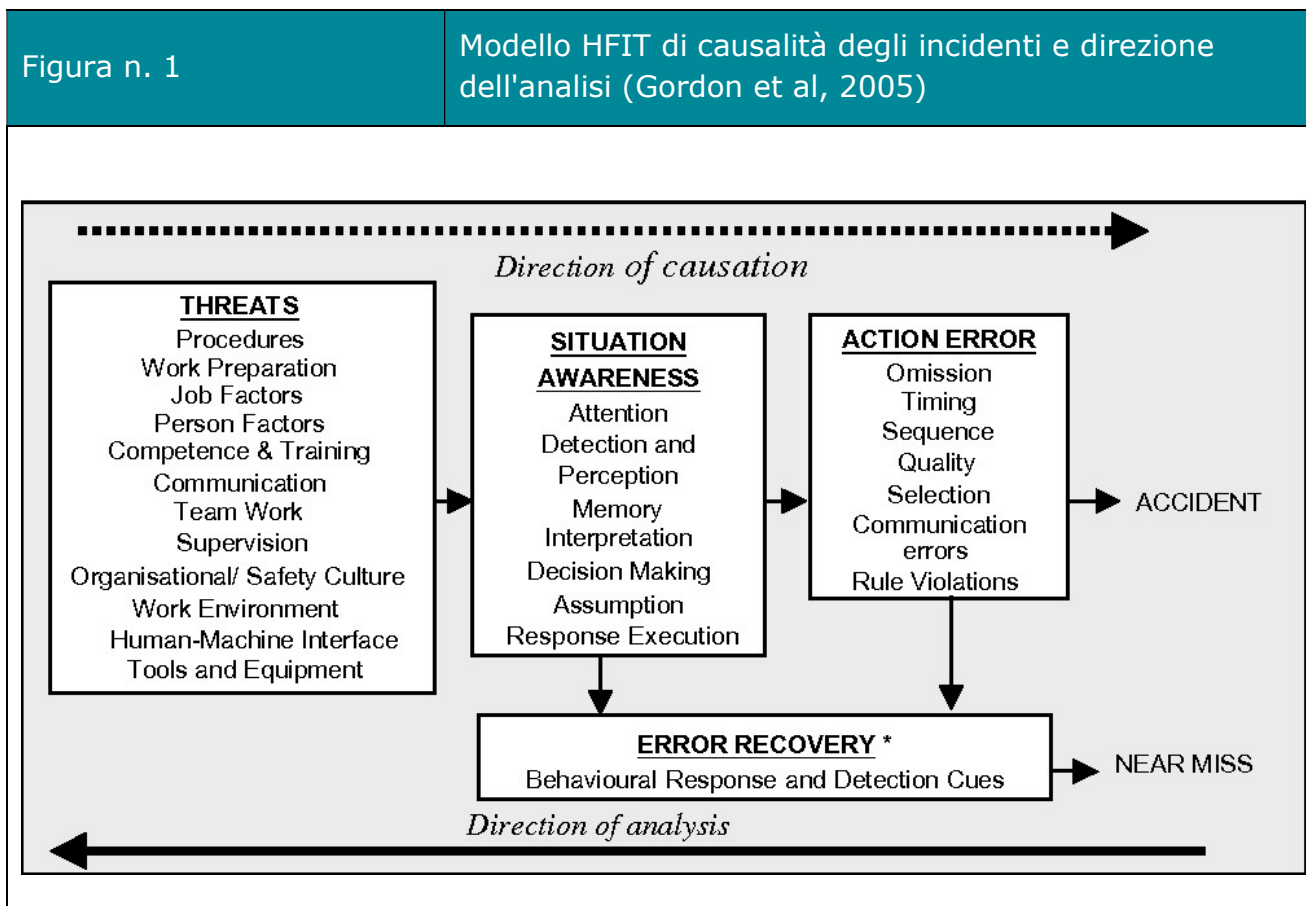 Figura n. 1
Modello HFIT di causalità degli incidenti e direzione
dell'analisi (Gordon et al, 2005)
Direction of causation
THREATS
Procedures
Work Preparation
Job Factors
Person Factors
Competence & Training
Communication
Team Work
Supervision
Organisational/ Safety Culture
Work Environment
Human-Machine Interface
Tools and Equipment
SITUATION
AWARENESS
Attention
Detection and
Perception
Memory
Interpretation
Decision Making
Assumption
Response Execution
ACTION ERROR
Omission
Timing
Sequence
Quality
Selection
Communication
errors
Rule Violations
ACCIDENT
ERROR RECOVERY *
Behavioural Response and Detection Cues
NEAR MISS
Direction of analysis